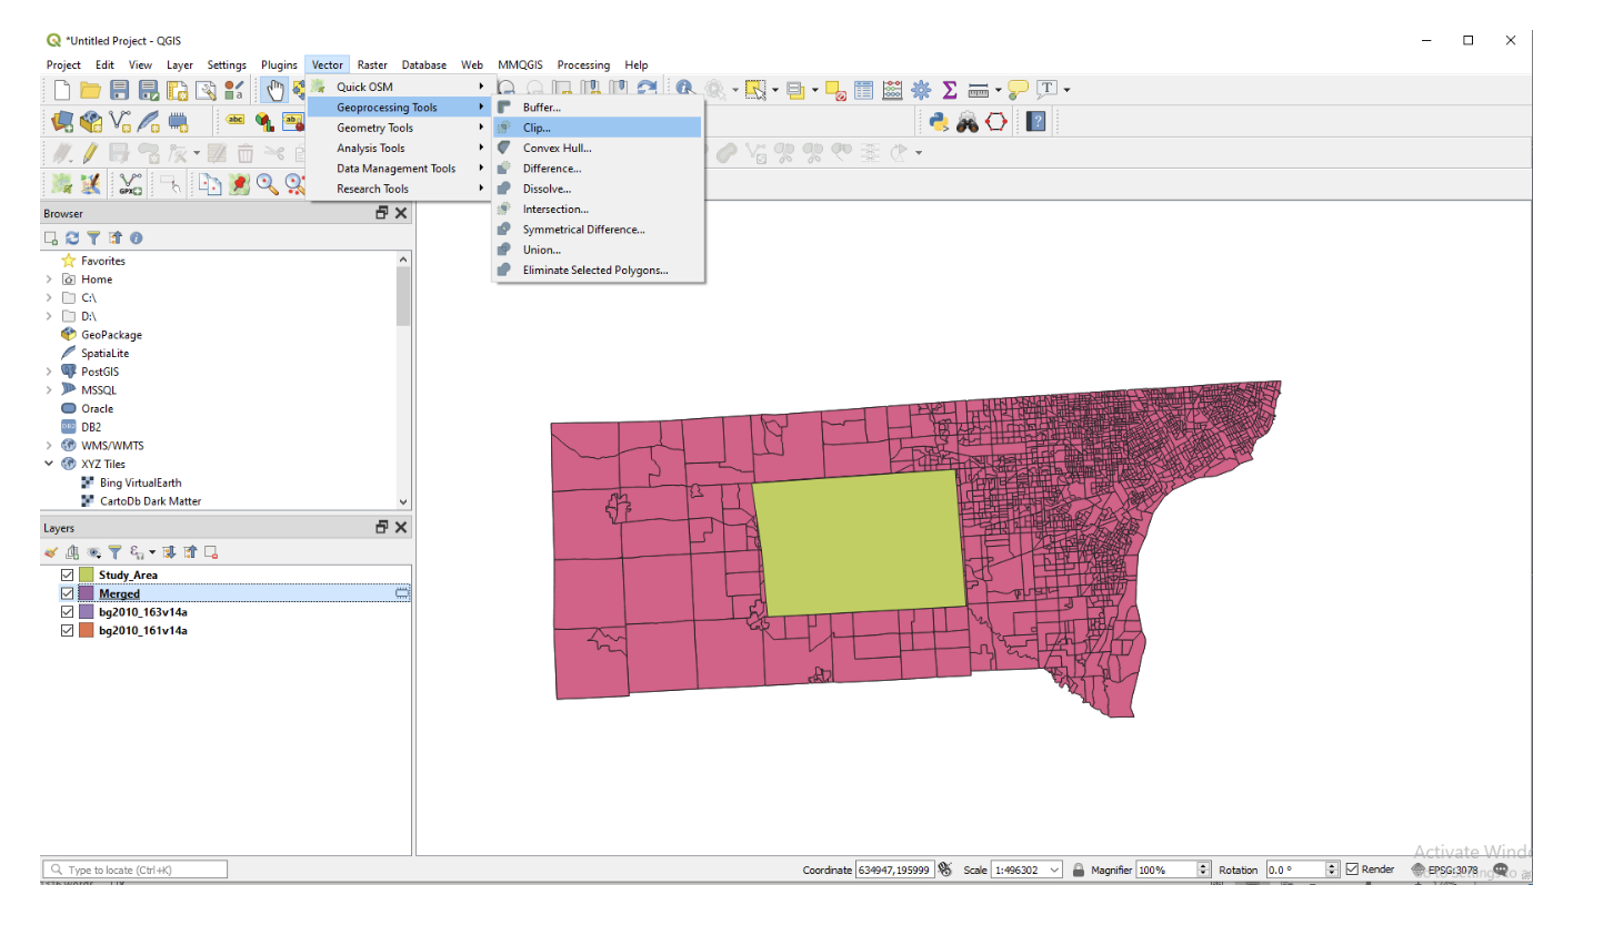 *Untitled Project - QGIS
Project Edit View Layer Settings Plugins Vector Raster Database Web MMQGIS Processing Help
Quick OSM
Geoprocessing Tools
Geometry Tools
Analysis Tools
Data Management Tools
Research Tools
Buffer...
Clip...
Convex Hull...
Difference...
Dissolve...
Intersection...
Symmetrical Difference...
Union...
Eliminate Selected Polygons...
abc
GPX
Browser
Favorites
Home
C:\
D:\
GeoPackage
SpatiaLite
PostGIS
MSSQL
Oracle
DB2
WMS/WMTS
XYZ Tiles
Bing VirtualEarth
CartoDb Dark Matter
Layers
Study_Area
Merged
bg2010_163v14a
bg2010_161v14a
Activate Windo
Type to locate (Ctrl+K)
Coordinate 634947,195999 Scale 1:496302 Magnifier 100% Rotation 0.0 ° Render EPSG:3078